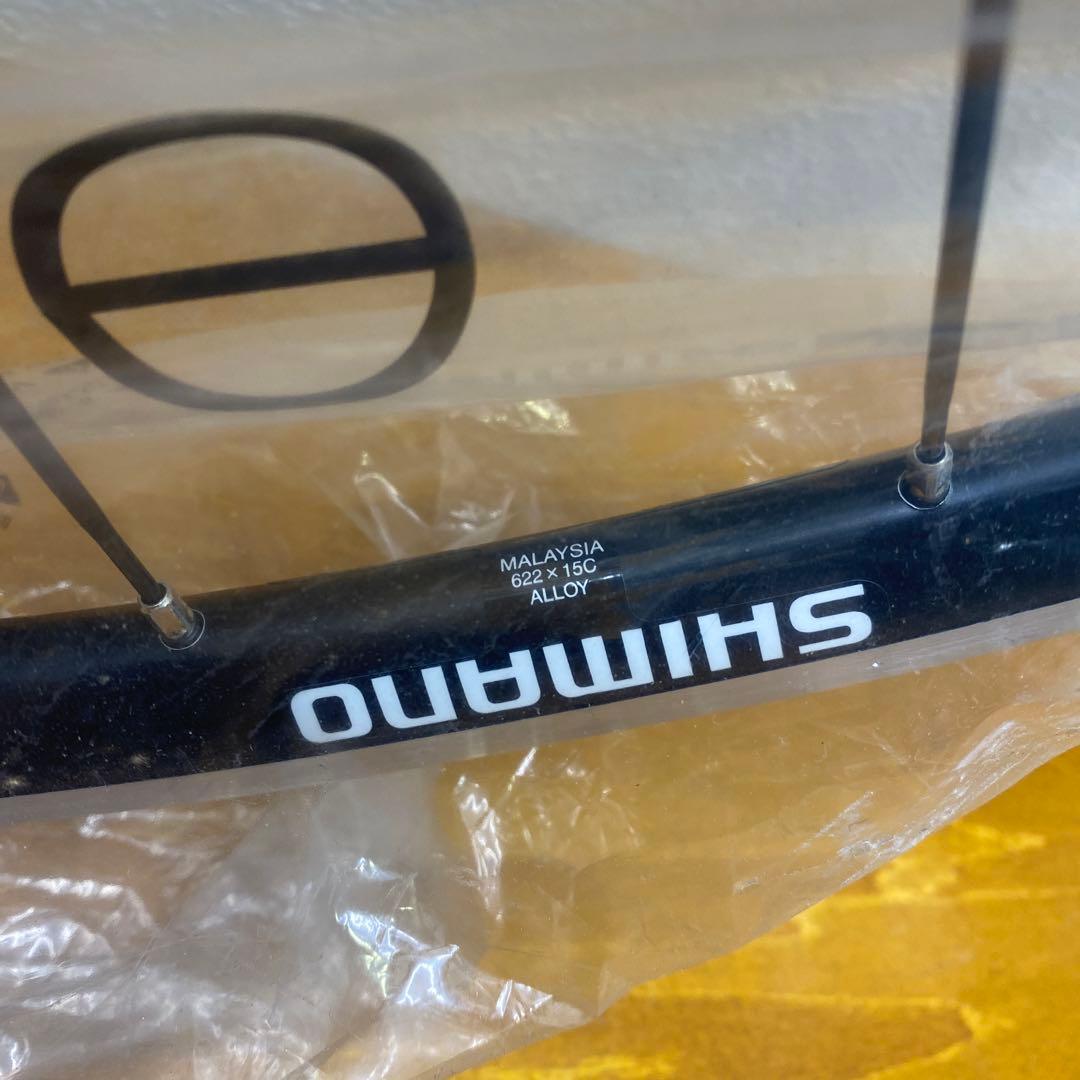 MALAYSIA
622 × 15C
ALLOY
SHIMANO